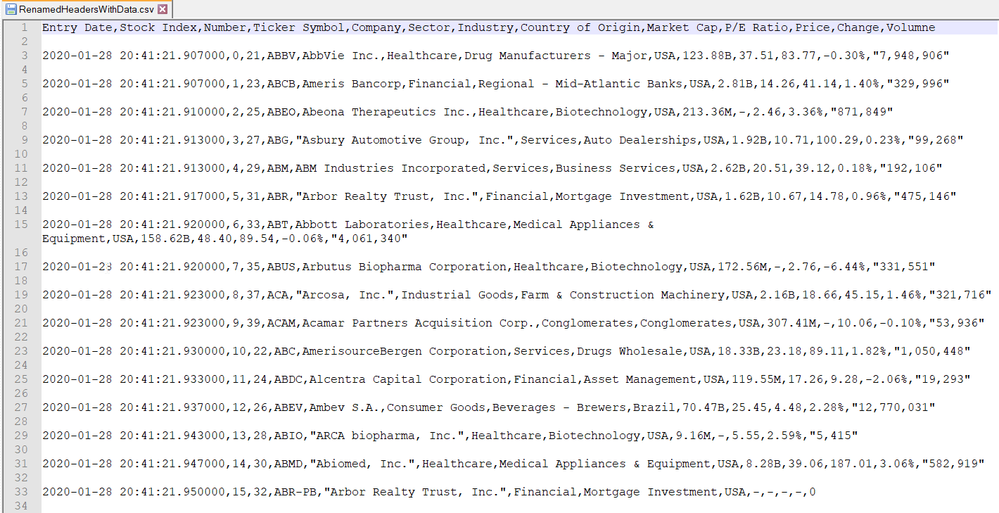 RenamedHeadersWithData.csv
1 Entry Date,Stock Index,Number,Ticker Symbol,Company,Sector,Industry,Country of Origin,Market Cap,P/E Ratio,Price,Change,Volumne
2
3 2020-01-28 20:41:21.907000,0,21,ABBV,AbbVie Inc.,Healthcare,Drug Manufacturers - Major,USA,123.88B,37.51,83.77,-0.30%,"7,948,906"
4
5 2020-01-28 20:41:21.907000,1,23,ABCB,Ameris Bancorp,Financial,Regional - Mid-Atlantic Banks,USA,2.81B,14.26,41.14,1.40%,"329,996"
6
7 2020-01-28 20:41:21.910000,2,25,ABEO,Abeona Therapeutics Inc.,Healthcare,Biotechnology,USA,213.36M,-,2.46,3.36%,"871,849"
8
9 2020-01-28 20:41:21.913000,3,27,ABG,"Asbury Automotive Group, Inc.",Services,Auto Dealerships,USA,1.92B,10.71,100.29,0.23%,"99,268"
10
11 2020-01-28 20:41:21.913000,4,29,ABM,ABM Industries Incorporated,Services,Business Services,USA,2.62B,20.51,39.12,0.18%,"192,106"
12
13 2020-01-28 20:41:21.917000,5,31,ABR,"Arbor Realty Trust, Inc.",Financial,Mortgage Investment,USA,1.62B,10.67,14.78,0.96%,"475,146"
14
15 2020-01-28 20:41:21.920000,6,33,ABT,Abbott Laboratories,Healthcare,Medical Appliances &
Equipment,USA,158.62B,48.40,89.54,-0.06%,"4,061,340"
16
17 2020-01-28 20:41:21.920000,7,35,ABUS,Arbutus Biopharma Corporation,Healthcare,Biotechnology,USA,172.56M,-,2.76,-6.44%,"331,551"
18
19 2020-01-28 20:41:21.923000,8,37,ACA,"Arcosa, Inc.",Industrial Goods,Farm & Construction Machinery,USA,2.16B,18.66,45.15,1.46%,"321,716"
20
21 2020-01-28 20:41:21.923000,9,39,ACAM,Acamar Partners Acquisition Corp.,Conglomerates,Conglomerates,USA,307.41M,-,10.06,-0.10%,"53,936"
22
23 2020-01-28 20:41:21.930000,10,22,ABC,AmerisourceBergen Corporation,Services,Drugs Wholesale,USA,18.33B,23.18,89.11,1.82%,"1,050,448"
24
25 2020-01-28 20:41:21.933000,11,24,ABDC,Alcentra Capital Corporation,Financial,Asset Management,USA,119.55M,17.26,9.28,-2.06%,"19,293"
26
27 2020-01-28 20:41:21.937000,12,26,ABEV,Ambev S.A.,Consumer Goods,Beverages - Brewers,Brazil,70.47B,25.45,4.48,2.28%,"12,770,031"
28
29 2020-01-28 20:41:21.943000,13,28,ABIO,"ARCA biopharma, Inc.",Healthcare,Biotechnology,USA,9.16M,-,5.55,2.59%,"5,415"
30
31 2020-01-28 20:41:21.947000,14,30,ABMD,"Abiomed, Inc.",Healthcare,Medical Appliances & Equipment,USA,8.28B,39.06,187.01,3.06%,"582,919"
32
33 2020-01-28 20:41:21.950000,15,32,ABR-PB,"Arbor Realty Trust, Inc.",Financial,Mortgage Investment,USA,-,-,-,-,0
34